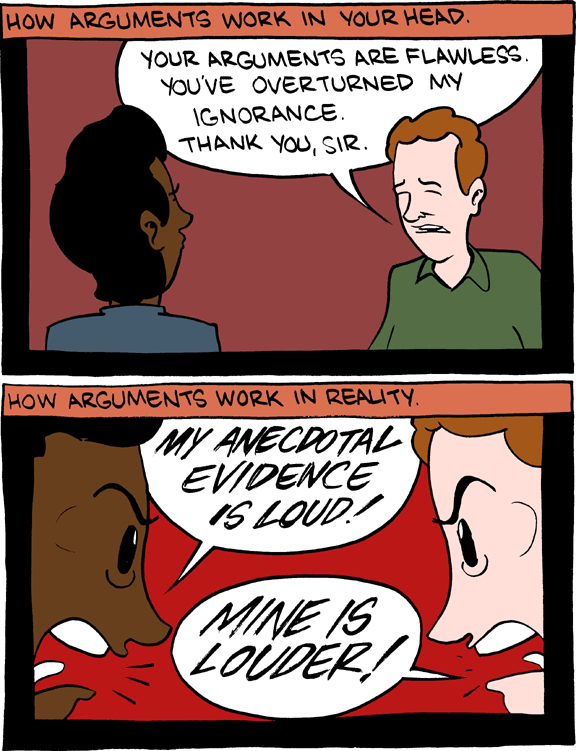 HOW ARGUMENTS WORK IN YOUR HEAD.
YOUR ARGUMENTS ARE FLAWLESS.
YOU'VE OVERTURNED MY
IGNORANCE.
THANK YOU, SIR.
HOW ARGUMENTS WORK IN REALITY.
MY ANECDOTAL
EVIDENCE
IS LOUD!
MINE IS
LOUDER!